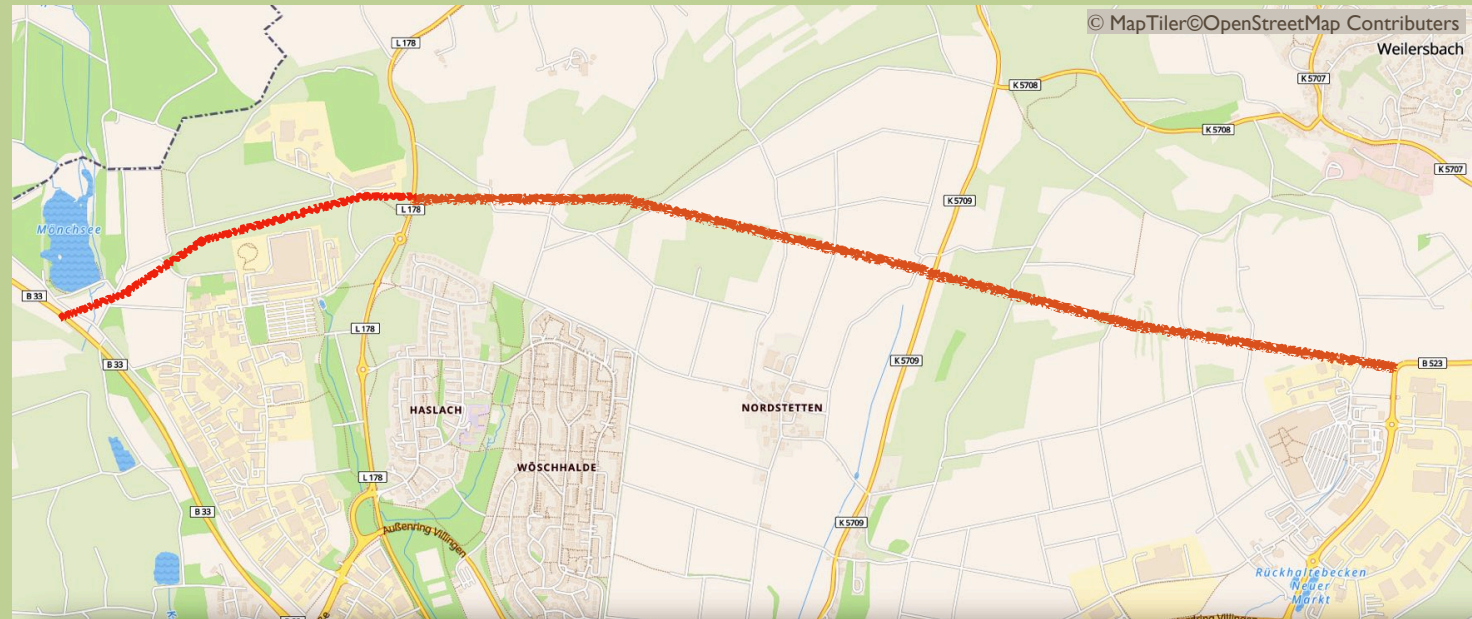 © MapTiler©OpenStreetMap Contributers
L 178
Weilersbach
K 5707
K 5708
K 5708
K 5707
K 5709
L 178
Mönchsee
B 33
L 178
B 33
K 5709
B 523
HASLACH
NORDSTETTEN
WÖSCHHALDE
L 178
B 33
K 5709
Außenring Villingen
Rückhaltebecken
Neuer
Markt